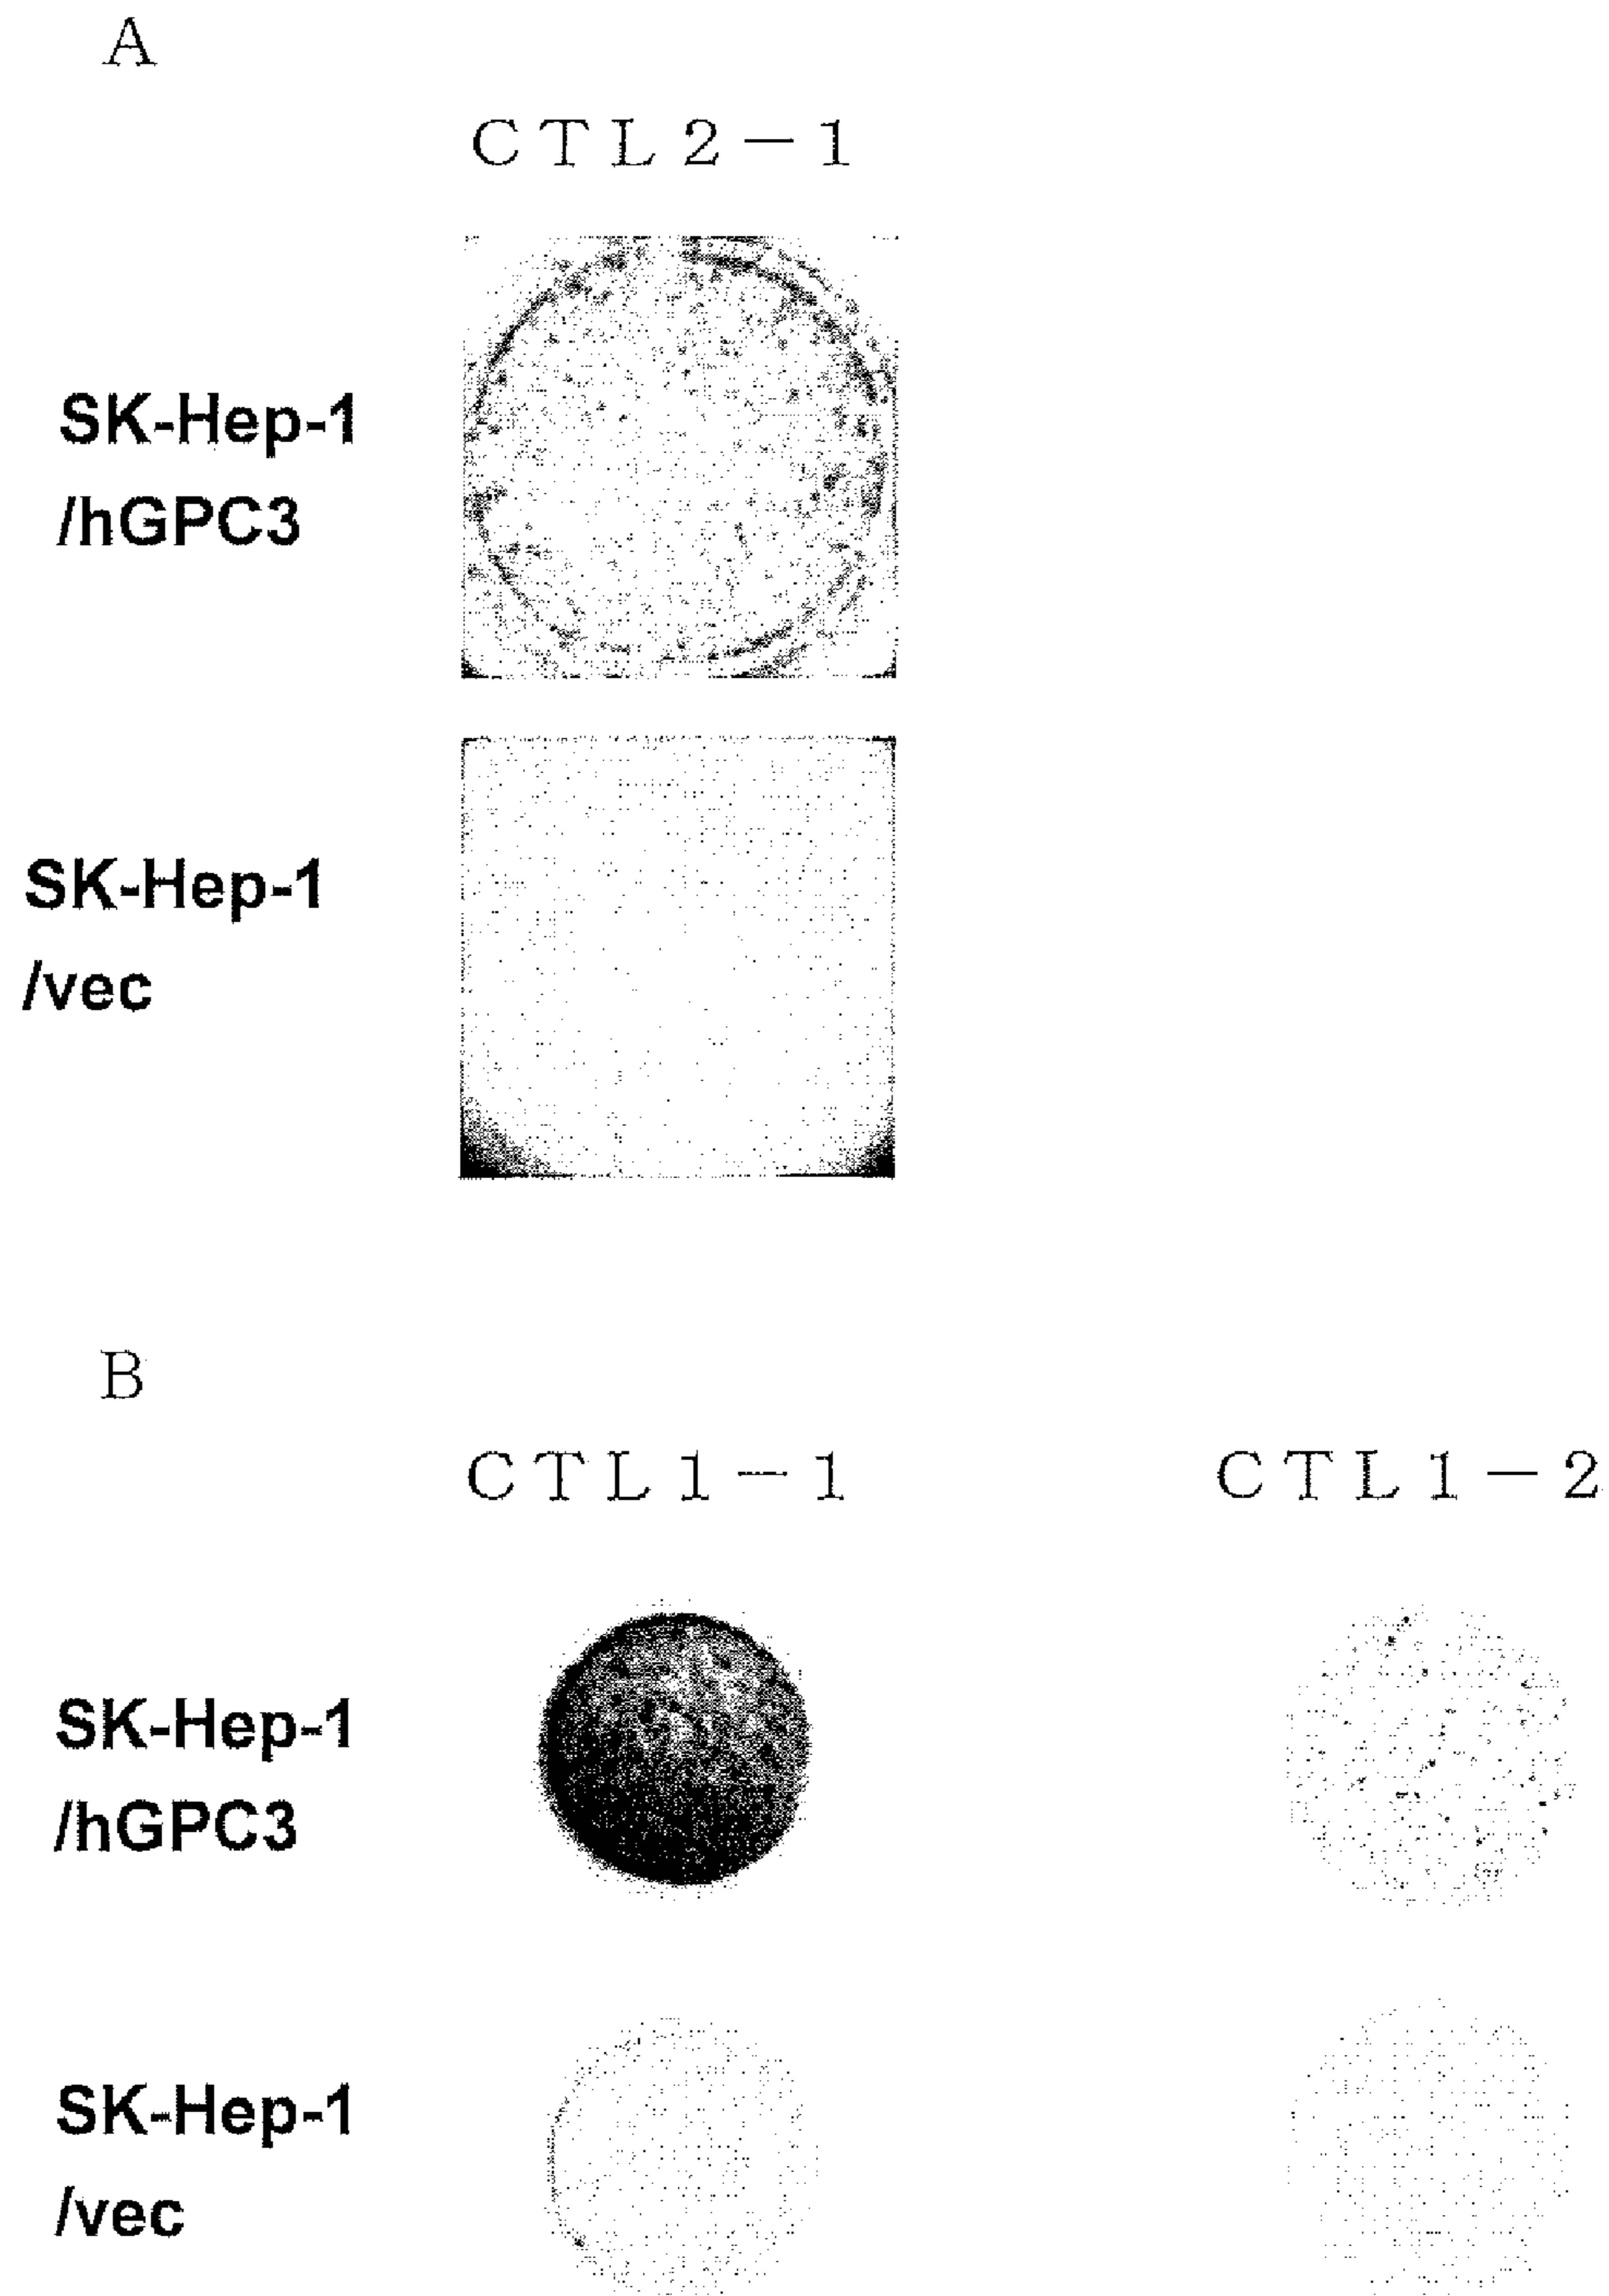 A
CTL2-1
SK-Hep-1
/hGPC3
SK-Hep-1
/vec
B
CTL1-1 CTL1-2
SK-Hep-1
/hGPC3
SK-Hep-1
/vec